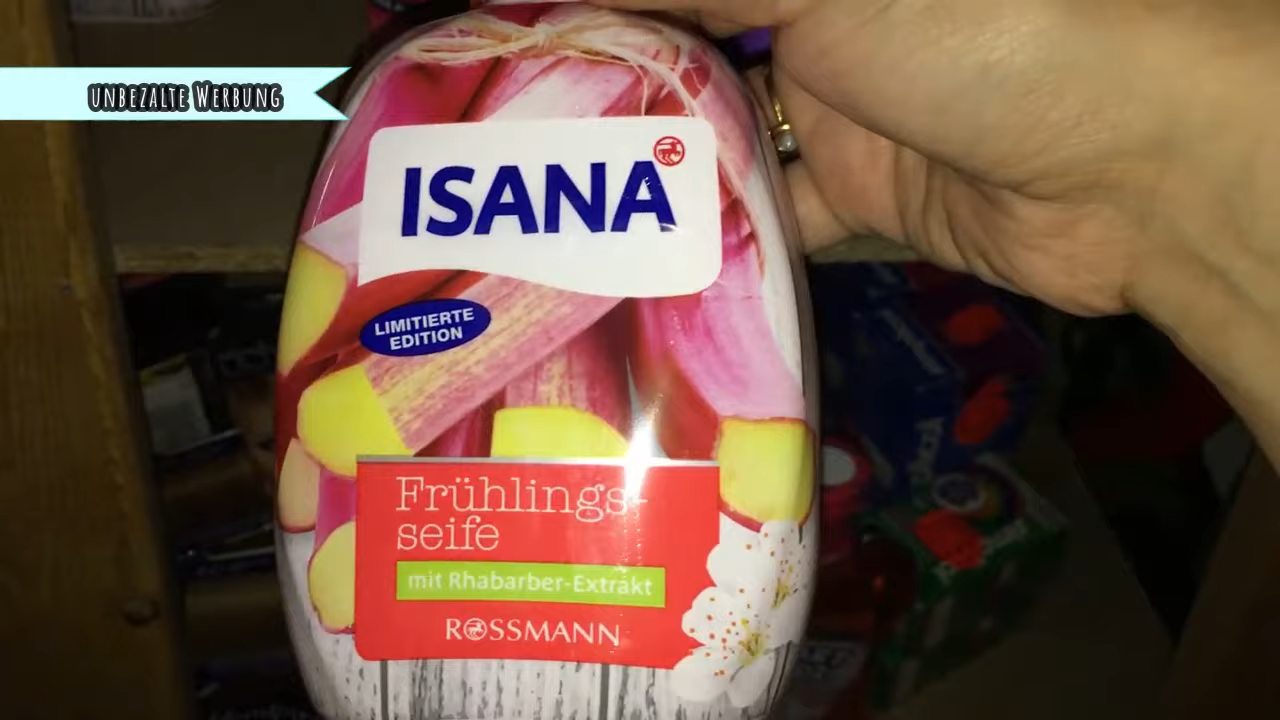 unbezalte Werbung
ISANA
LIMITIERTE
EDITION
Frühlings-
seife
mit Rhabarber-Extrakt
ROSSMANN